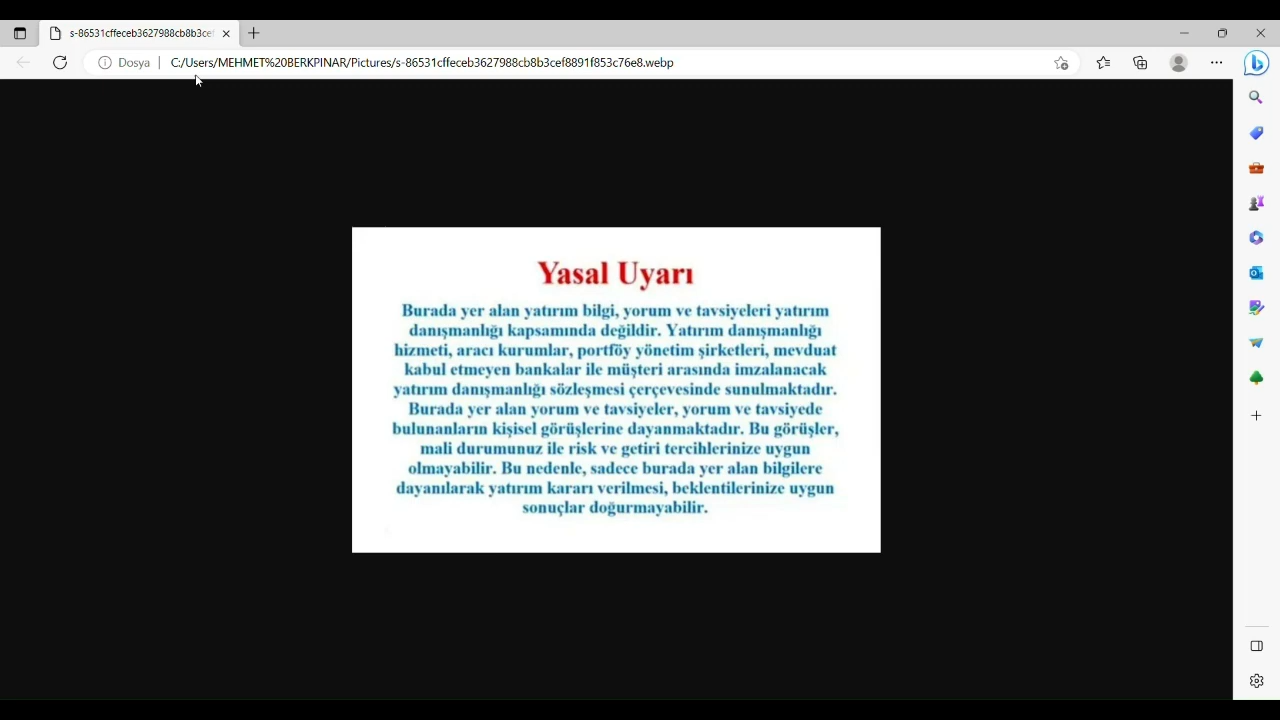 s-86531cffeceb3627988cb8b3cef
Dosya
C:/Users/MEHMET%20BERKPINAR/Pictures/s-86531cffeceb3627988cb8b3cef8891f853c76e8.webp
Yasal Uyarı
Burada yer alan yatırım bilgi, yorum ve tavsiyeleri yatırım
danışmanlığı kapsamında değildir. Yatırım danışmanlığı
hizmeti, aracı kurumlar, portföy yönetim şirketleri, mevduat
kabul etmeyen bankalar ile müşteri arasında imzalanacak
yatırım danışmanlığı sözleşmesi çerçevesinde sunulmaktadır.
Burada yer alan yorum ve tavsiyeler, yorum ve tavsiyede
bulunanların kişisel görüşlerine dayanmaktadır. Bu görüşler,
mali durumunuz ile risk ve getiri tercihlerinize uygun
olmayabilir. Bu nedenle, sadece burada yer alan bilgilere
dayanılarak yatırım kararı verilmesi, beklentilerinize uygun
sonuçlar doğurmayabilir.